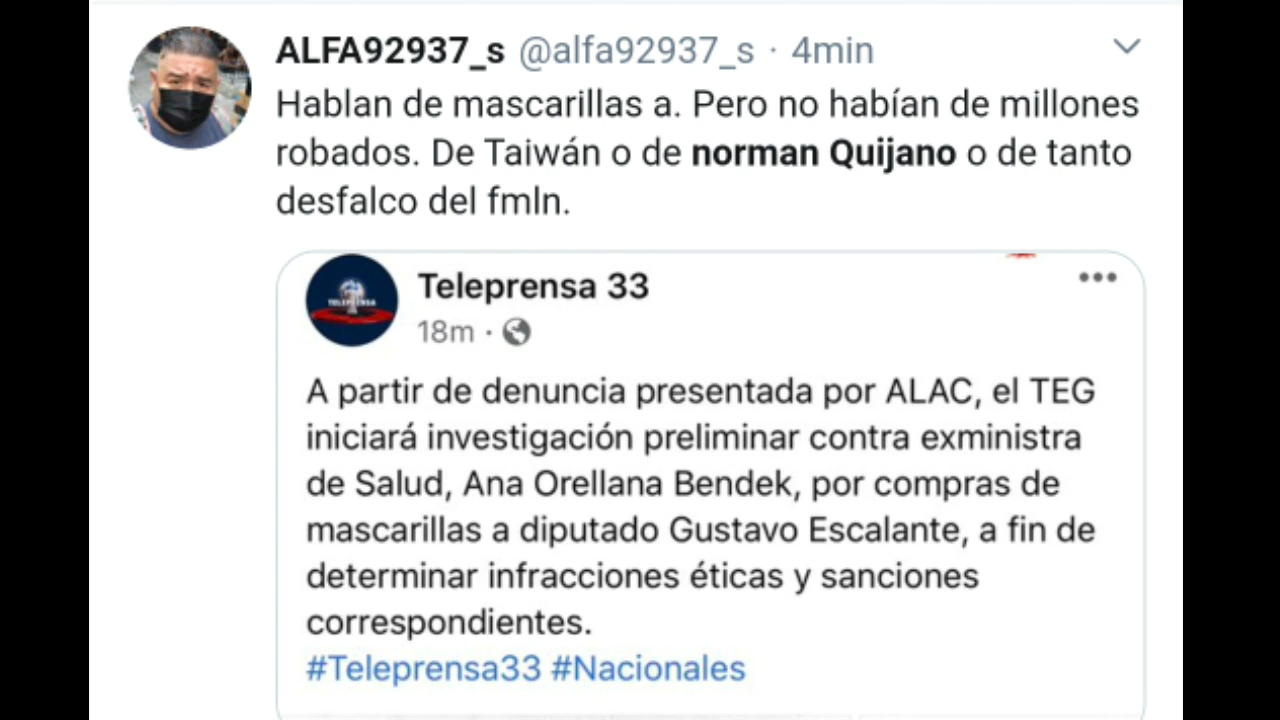 ALFA92937_s @alfa92937_s · 4min
Hablan de mascarillas a. Pero no habían de millones
robados. De Taiwán o de norman Quijano o de tanto
desfalco del fmln.
Teleprensa 33
TELEPRENSA
18m ·
A partir de denuncia presentada por ALAC, el TEG
iniciará investigación preliminar contra exministra
de Salud, Ana Orellana Bendek, por compras de
mascarillas a diputado Gustavo Escalante, a fin de
determinar infracciones éticas y sanciones
correspondientes.
#Teleprensa33 #Nacionales